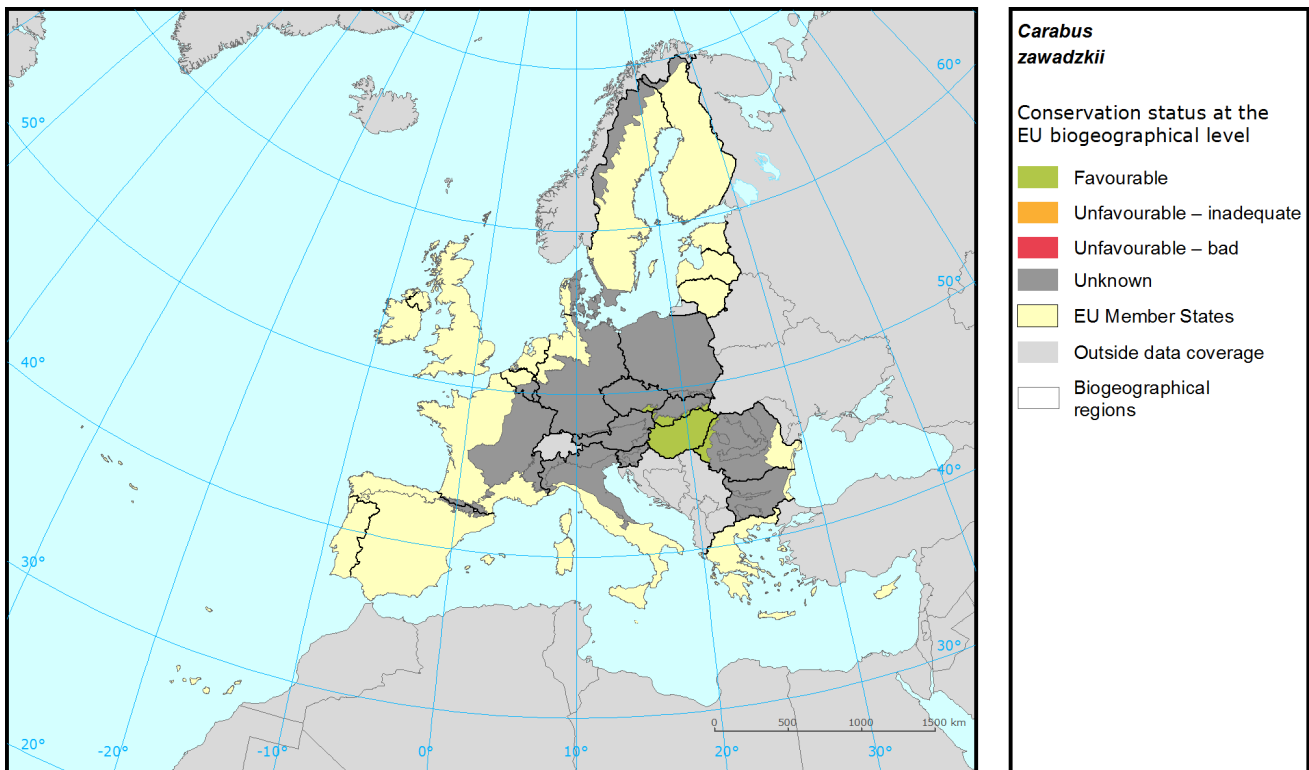 60°
50°
50°
40°
40°
30°
30°
20°
-20°
-10°
0°
10°
20°
30°
0 500 1000 1500 km
Carabus
zawadzkii
Conservation status at the
EU biogeographical level
Favourable
Unfavourable – inadequate
Unfavourable – bad
Unknown
EU Member States
Outside data coverage
Biogeographical
regions